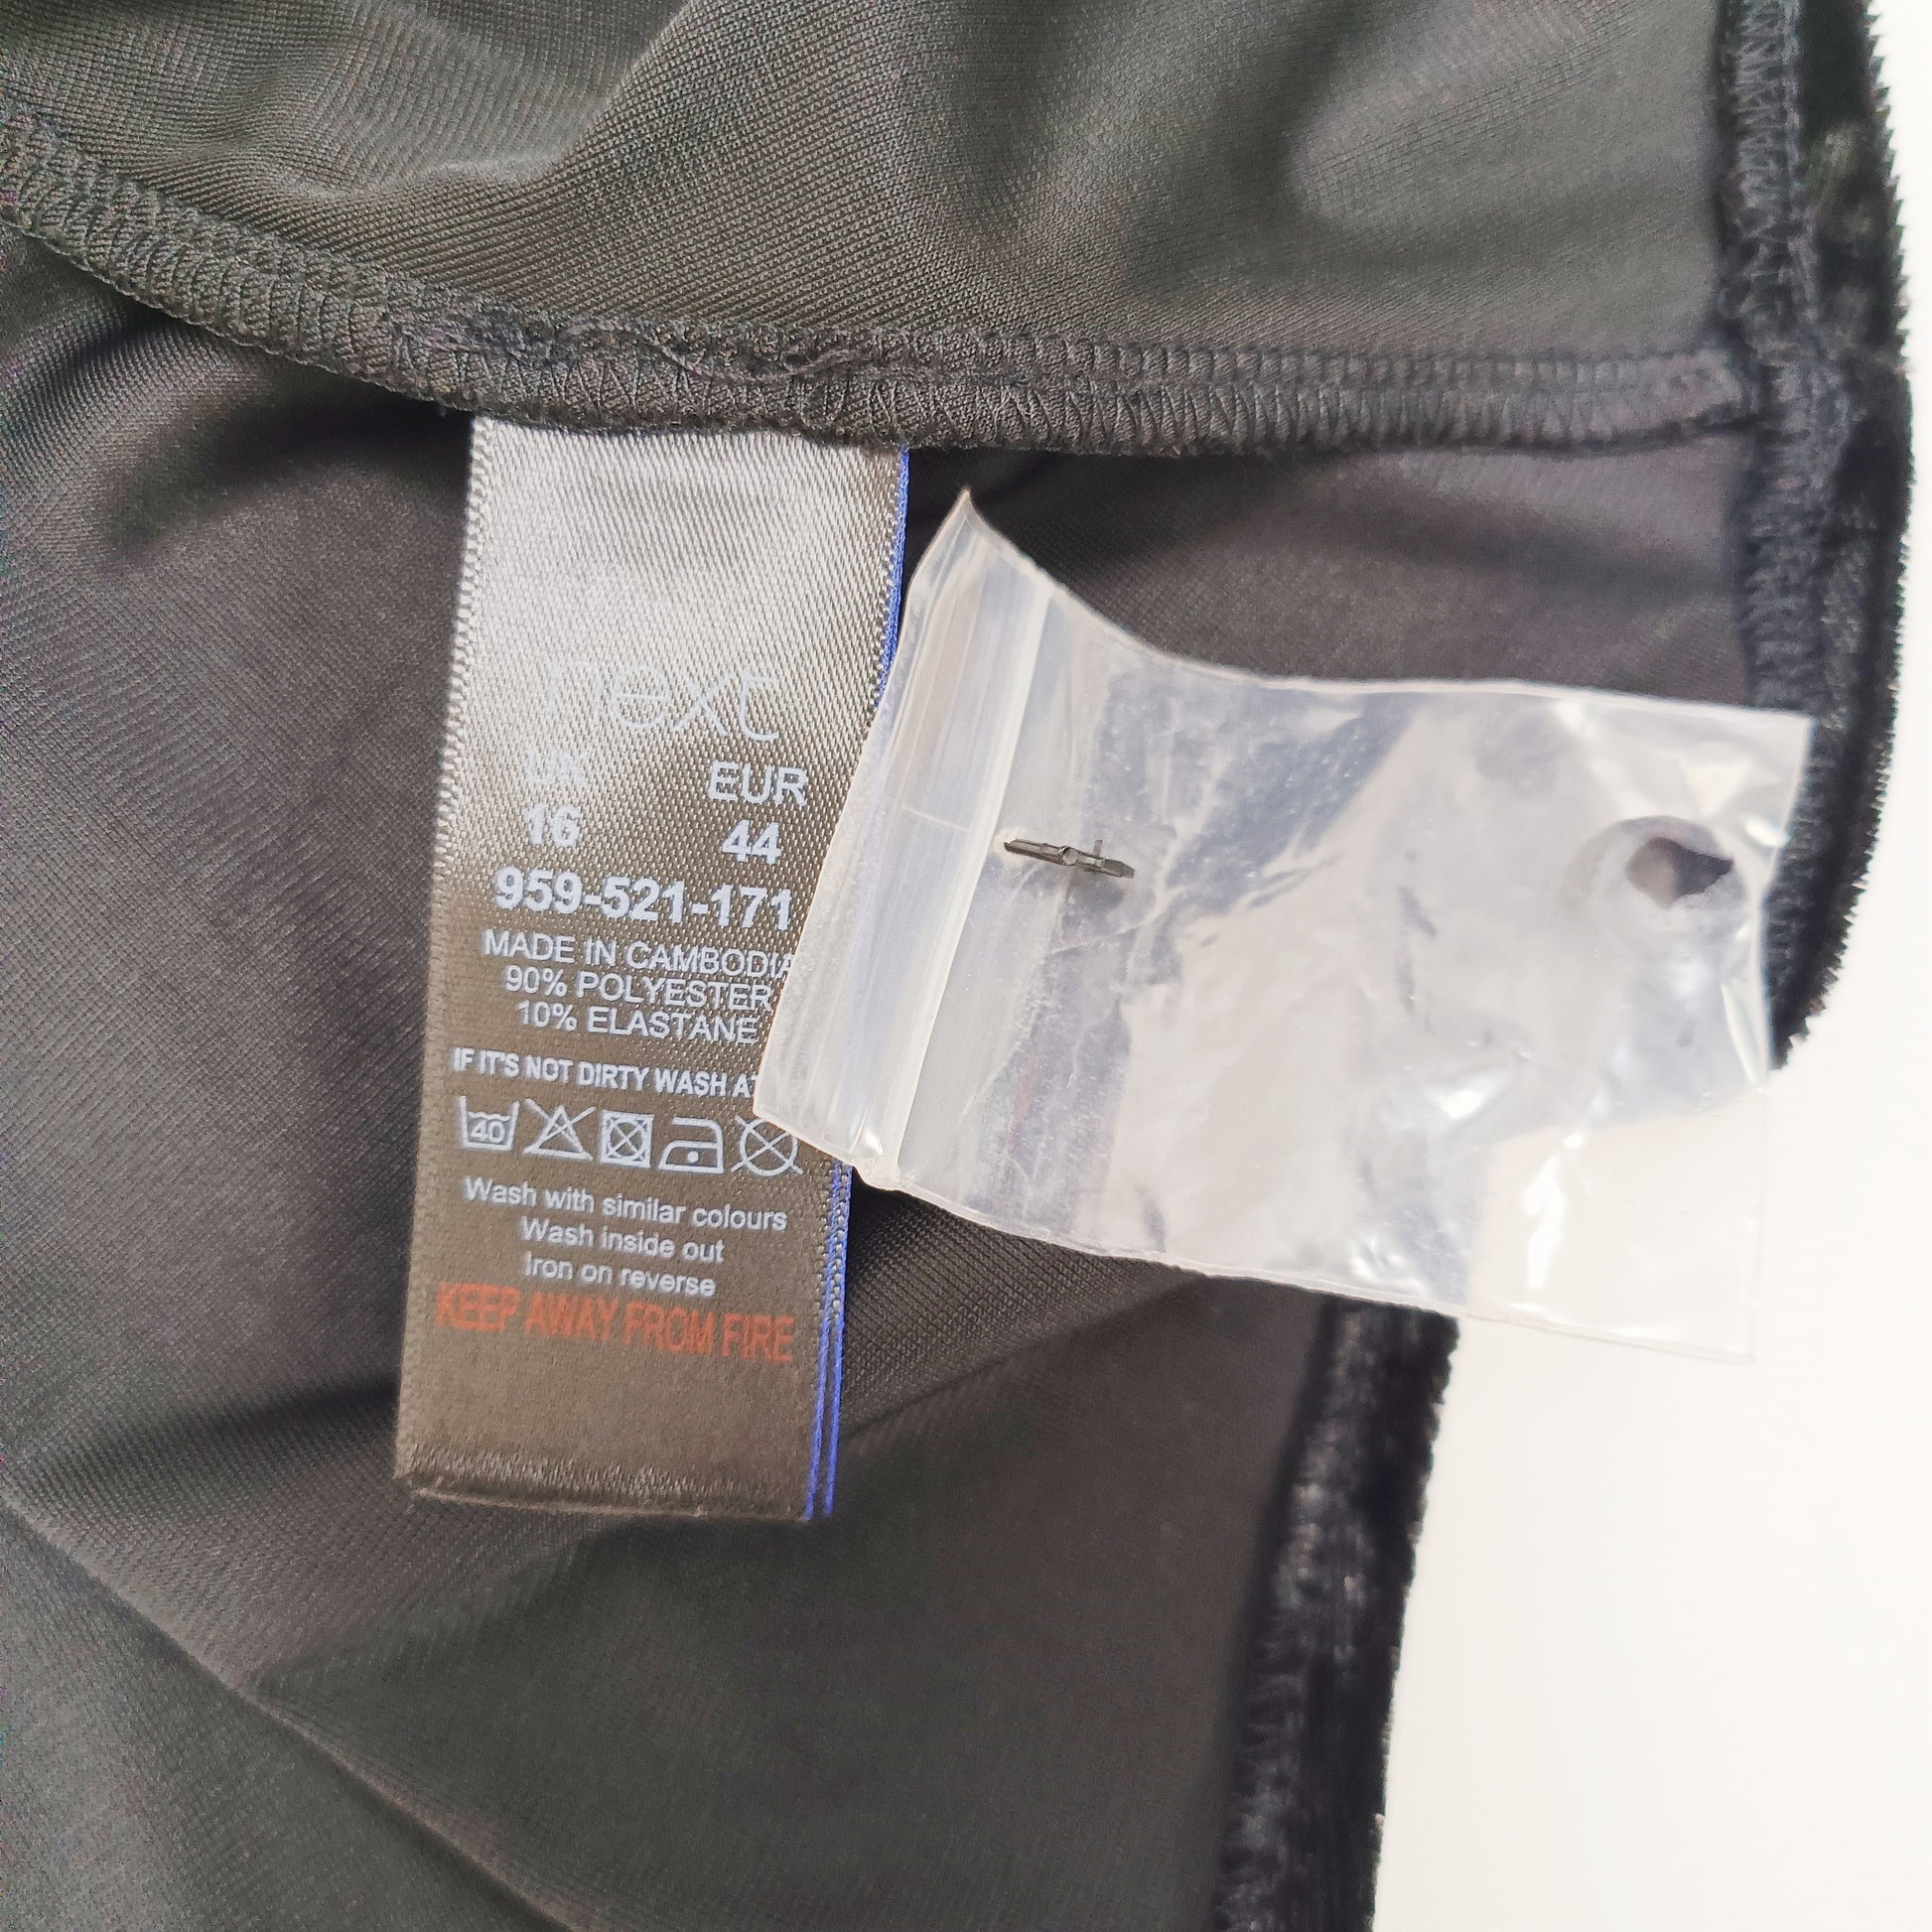 next
UK EUR
16 44
959-521-171
MADE IN CAMBODIA
90% POLYESTER
10% ELASTANE
IF IT'S NOT DIRTY WASH AT
40
Wash with similar colours
Wash inside out
Iron on reverse
KEEP AWAY FROM FIRE